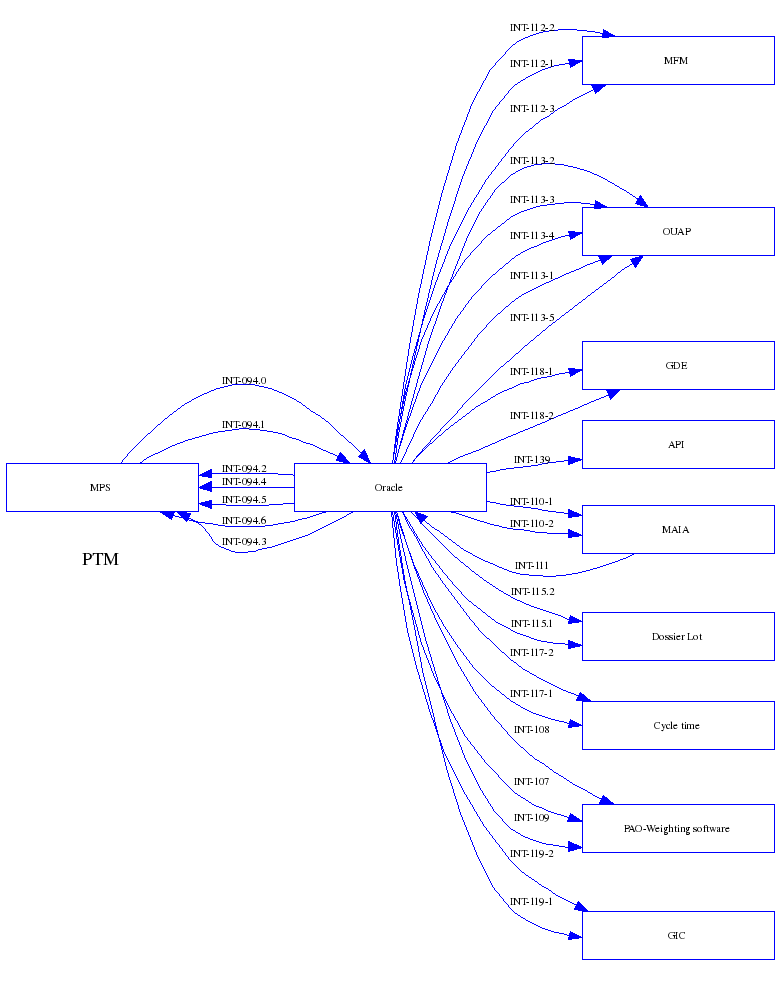 INT-112-2
MFM
INT-112-1
INT-112-3
INT-113-2
INT-113-3
OUAP
INT-113-4
INT-113-1
INT-113-5
GDE
INT-118-1
INT-094.0
INT-118-2
INT-094.1
API
INT-139
INT-094.2
INT-094.4
MPS
Oracle
INT-094.5
INT-110-1
INT-094.6
INT-110-2
MAIA
INT-094.3
PTM
INT-111
INT-115.2
INT-115.1
Dossier Lot
INT-117-2
INT-117-1
Cycle time
INT-108
INT-107
INT-109
PAO-Weighting software
INT-119-2
INT-119-1
GIC